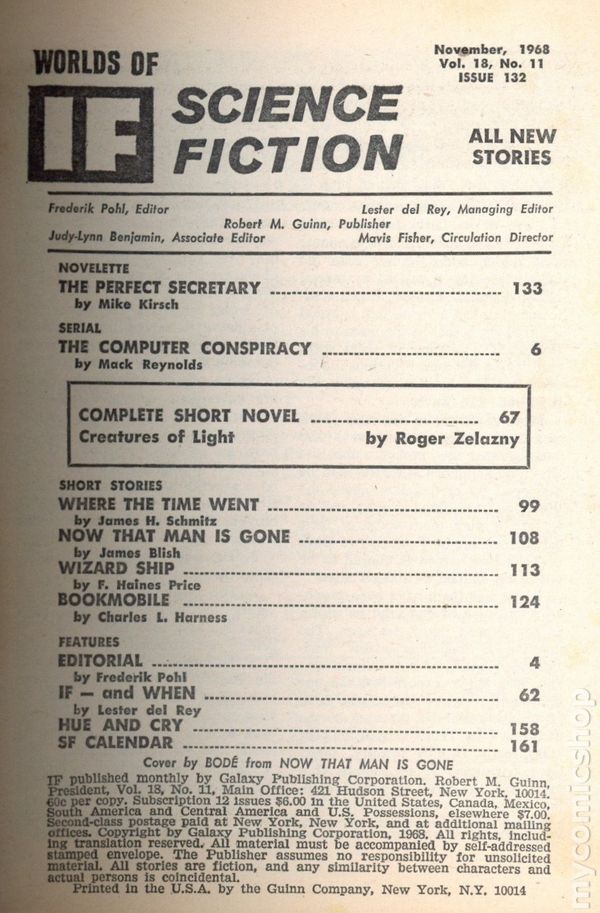 WORLDS OF
IF
SCIENCE
FICTION
November, 1968
Vol. 18, No. 11
ISSUE 132
ALL NEW
STORIES
Frederik Pohl, Editor Lester del Rey, Managing Editor
Robert M. Guinn, Publisher
Judy-Lynn Benjamin, Associate Editor Mavis Fisher, Circulation Director
NOVELETTE
THE PERFECT SECRETARY ........ 133
by Mike Kirsch
SERIAL
THE COMPUTER CONSPIRACY ........ 6
by Mack Reynolds
COMPLETE SHORT NOVEL ........ 67
Creatures of Light by Roger Zelazny
SHORT STORIES
WHERE THE TIME WENT ........ 99
by James H. Schmitz
NOW THAT MAN IS GONE ........ 108
by James Blish
WIZARD SHIP ........ 113
by F. Haines Price
BOOKMOBILE ........ 124
by Charles L. Harness
FEATURES
EDITORIAL ........ 4
by Frederik Pohl
IF — and WHEN ........ 62
by Lester del Rey
HUE AND CRY ........ 158
SF CALENDAR ........ 161
Cover by BODÉ from NOW THAT MAN IS GONE
IF published monthly by Galaxy Publishing Corporation. Robert M. Guinn,
President, Vol. 18, No. 11, Main Office: 421 Hudson Street, New York, 10014.
60c per copy. Subscription 12 issues $6.00 in the United States, Canada, Mexico,
South America and Central America and U.S. Possessions, elsewhere $7.00.
Second-class postage paid at New York, New York, and at additional mailing
offices. Copyright by Galaxy Publishing Corporation, 1968. All rights, includ-
ing translation reserved. All material must be accompanied by self-addressed
stamped envelope. The Publisher assumes no responsibility for unsolicited
material. All stories are fiction, and any similarity between characters and
actual persons is coincidental.
Printed in the U.S.A. by the Guinn Company, New York, N.Y. 10014
mycomicshop